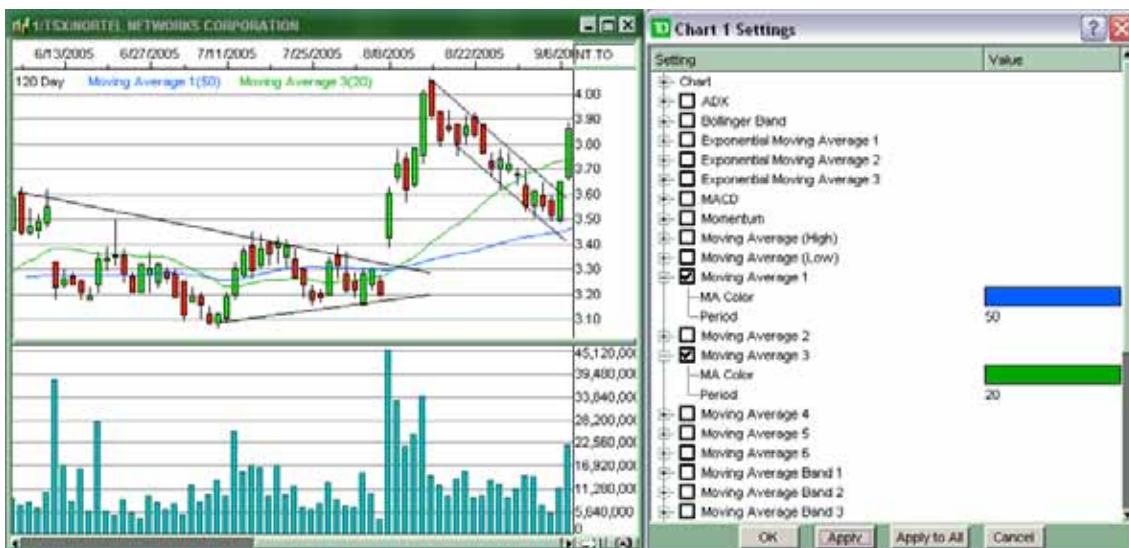 1/TSX/NORTEL NETWORKS CORPORATION
6/13/2005 6/27/2005 7/11/2005 7/25/2005 8/8/2005 8/22/2005 9/6/200 NT TO
120 Day Moving Average 1(50) Moving Average 3(20)
4.00
3.90
3.80
3.70
3.60
3.50
3.40
3.30
3.20
3.10
45,120,000
39,480,000
33,840,000
28,200,000
22,560,000
16,920,000
11,280,000
5,640,000
0
TD Chart 1 Settings
Setting Value
Chart
ADX
Bollinger Band
Exponential Moving Average 1
Exponential Moving Average 2
Exponential Moving Average 3
MACD
Momentum
Moving Average (High)
Moving Average (Low)
Moving Average 1
MA Color
Period 50
Moving Average 2
Moving Average 3
MA Color
Period 20
Moving Average 4
Moving Average 5
Moving Average 6
Moving Average Band 1
Moving Average Band 2
Moving Average Band 3
OK Apply Apply to All Cancel